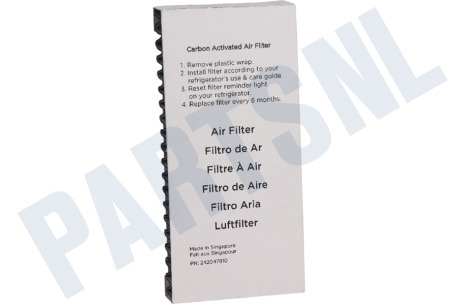 PARTSNL
Carbon Activated Air Filter
1. Remove plastic wrap.
2. Install filter according to your
refrigerator's use & care guide
3. Reset filter reminder light
on your refrigerator.
4. Replace filter every 6 months.
Air Filter
Filtro de Ar
Filtre À Air
Filtro de Aire
Filtro Aria
Luftfilter
Made in Singapore
Fait aux Singapour
PN: 242047810